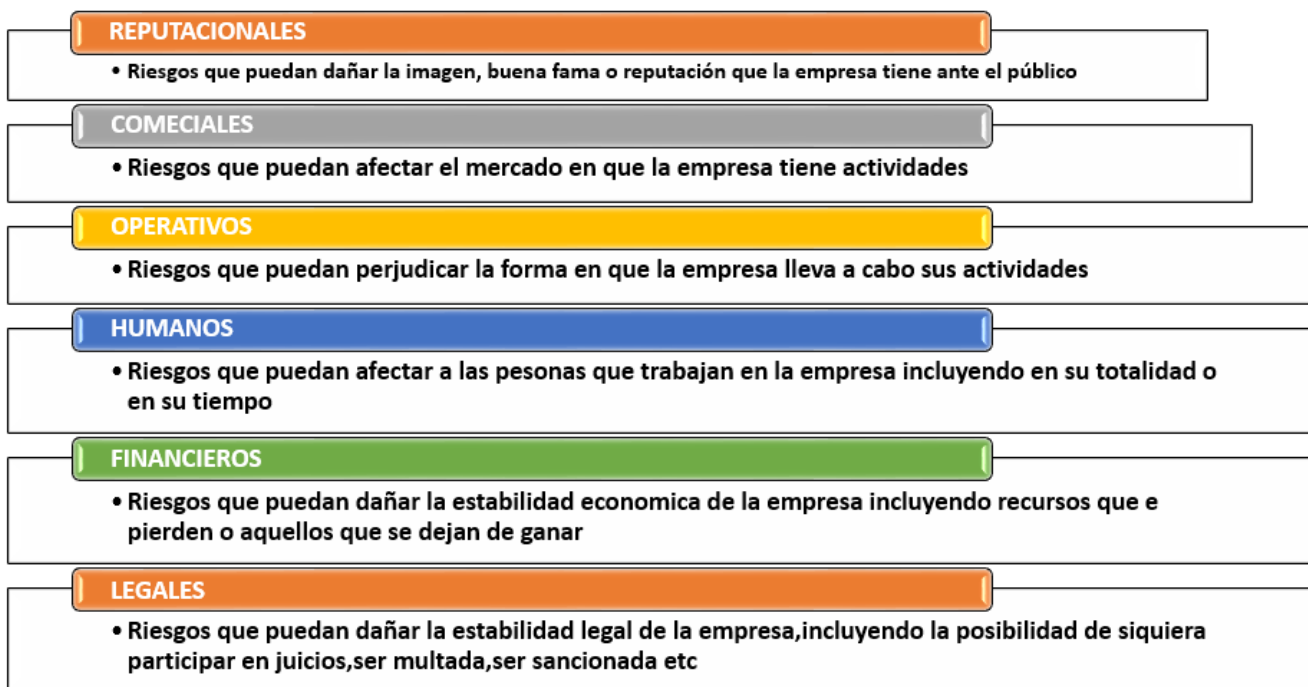 REPUTACIONALES
• Riesgos que puedan dañar la imagen, buena fama o reputación que la empresa tiene ante el público
COMECIALES
• Riesgos que puedan afectar el mercado en que la empresa tiene actividades
OPERATIVOS
• Riesgos que puedan perjudicar la forma en que la empresa lleva a cabo sus actividades
HUMANOS
• Riesgos que puedan afectar a las pesonas que trabajan en la empresa incluyendo en su totalidad o
en su tiempo
FINANCIEROS
• Riesgos que puedan dañar la estabilidad economica de la empresa incluyendo recursos que e
pierden o aquellos que se dejan de ganar
LEGALES
• Riesgos que puedan dañar la estabilidad legal de la empresa,incluyendo la posibilidad de siquiera
participar en juicios,ser multada,ser sancionada etc